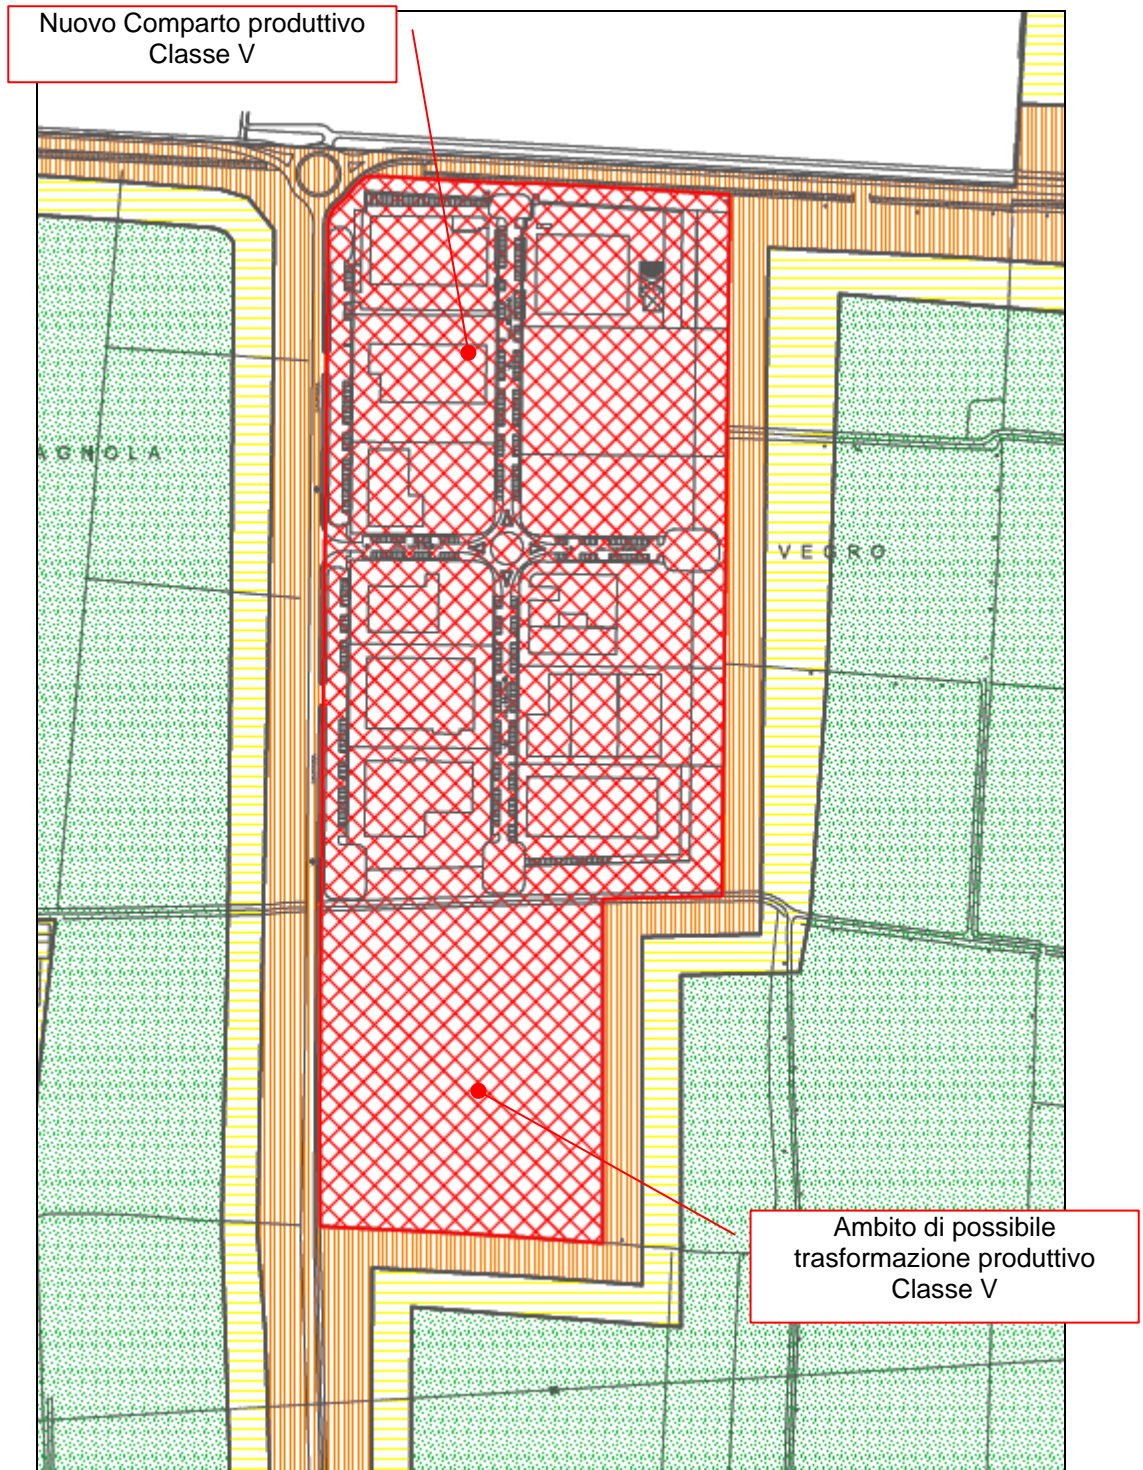 Nuovo Comparto produttivo
Classe V
AGNOLA
VEGRO
Ambito di possibile
trasformazione produttivo
Classe V